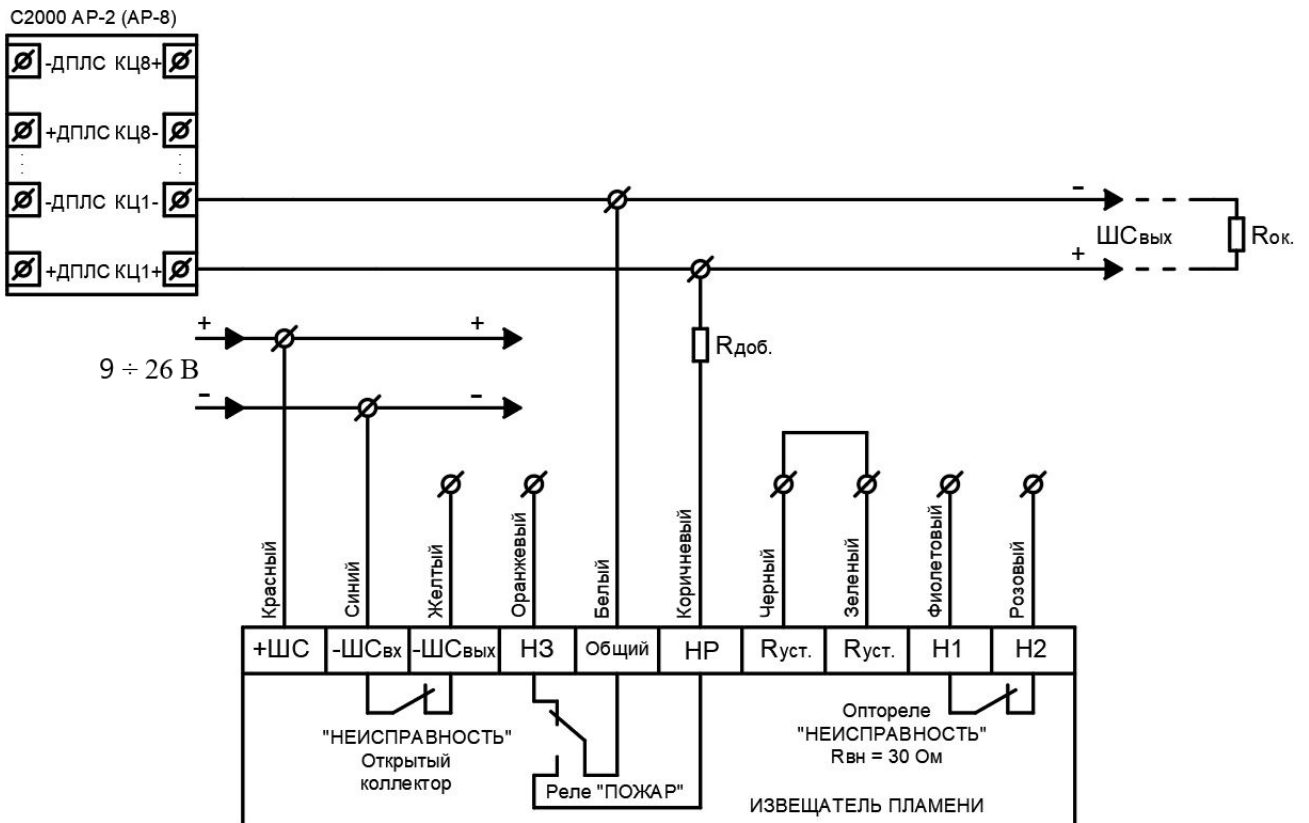 С2000 АР-2 (АР-8)
-ДПЛС КЦ8+
+ДПЛС КЦ8-
-ДПЛС КЦ1-
+ДПЛС КЦ1+
-
ШСвых
+
Rок.
+
+
9 ÷ 26 В
-
-
Rдоб.
Красный
Синий
Желтый
Оранжевый
Белый
Коричневый
Черный
Зеленый
Фиолетовый
Розовый
+ШС
-ШСвх
-ШСвых
НЗ
Общий
НР
Rуст.
Rуст.
Н1
Н2
"НЕИСПРАВНОСТЬ"
Открытый
коллектор
Реле "ПОЖАР"
Оптореле
"НЕИСПРАВНОСТЬ"
Rвн = 30 Ом
ИЗВЕЩАТЕЛЬ ПЛАМЕНИ